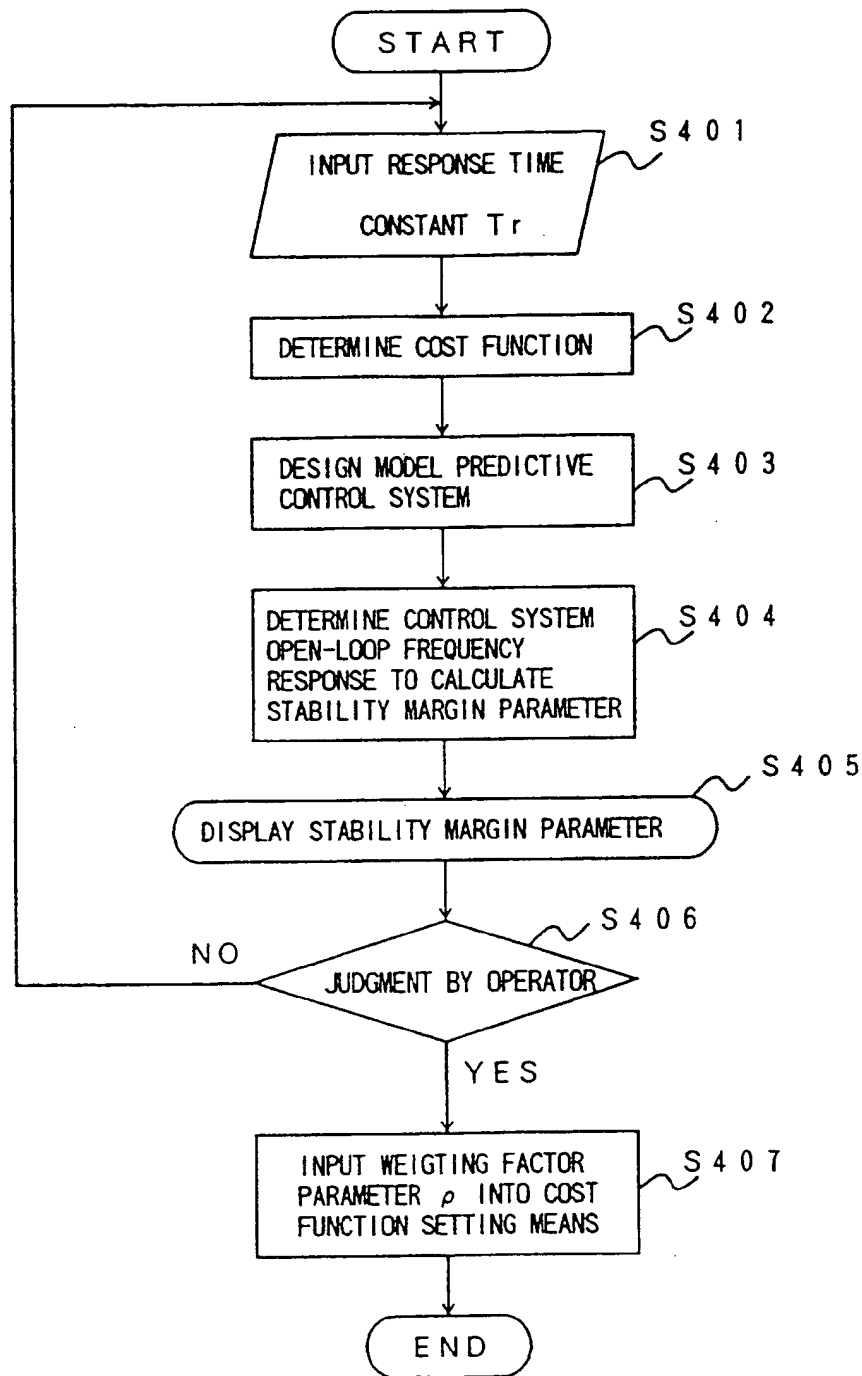 START
S401
INPUT RESPONSE TIME
CONSTANT Tr
S402
DETERMINE COST FUNCTION
S403
DESIGN MODEL PREDICTIVE
CONTROL SYSTEM
S404
DETERMINE CONTROL SYSTEM
OPEN-LOOP FREQUENCY
RESPONSE TO CALCULATE
STABILITY MARGIN PARAMETER
S405
DISPLAY STABILITY MARGIN PARAMETER
S406
NO
JUDGMENT BY OPERATOR
YES
S407
INPUT WEIGTING FACTOR
PARAMETER ρ INTO COST
FUNCTION SETTING MEANS
END